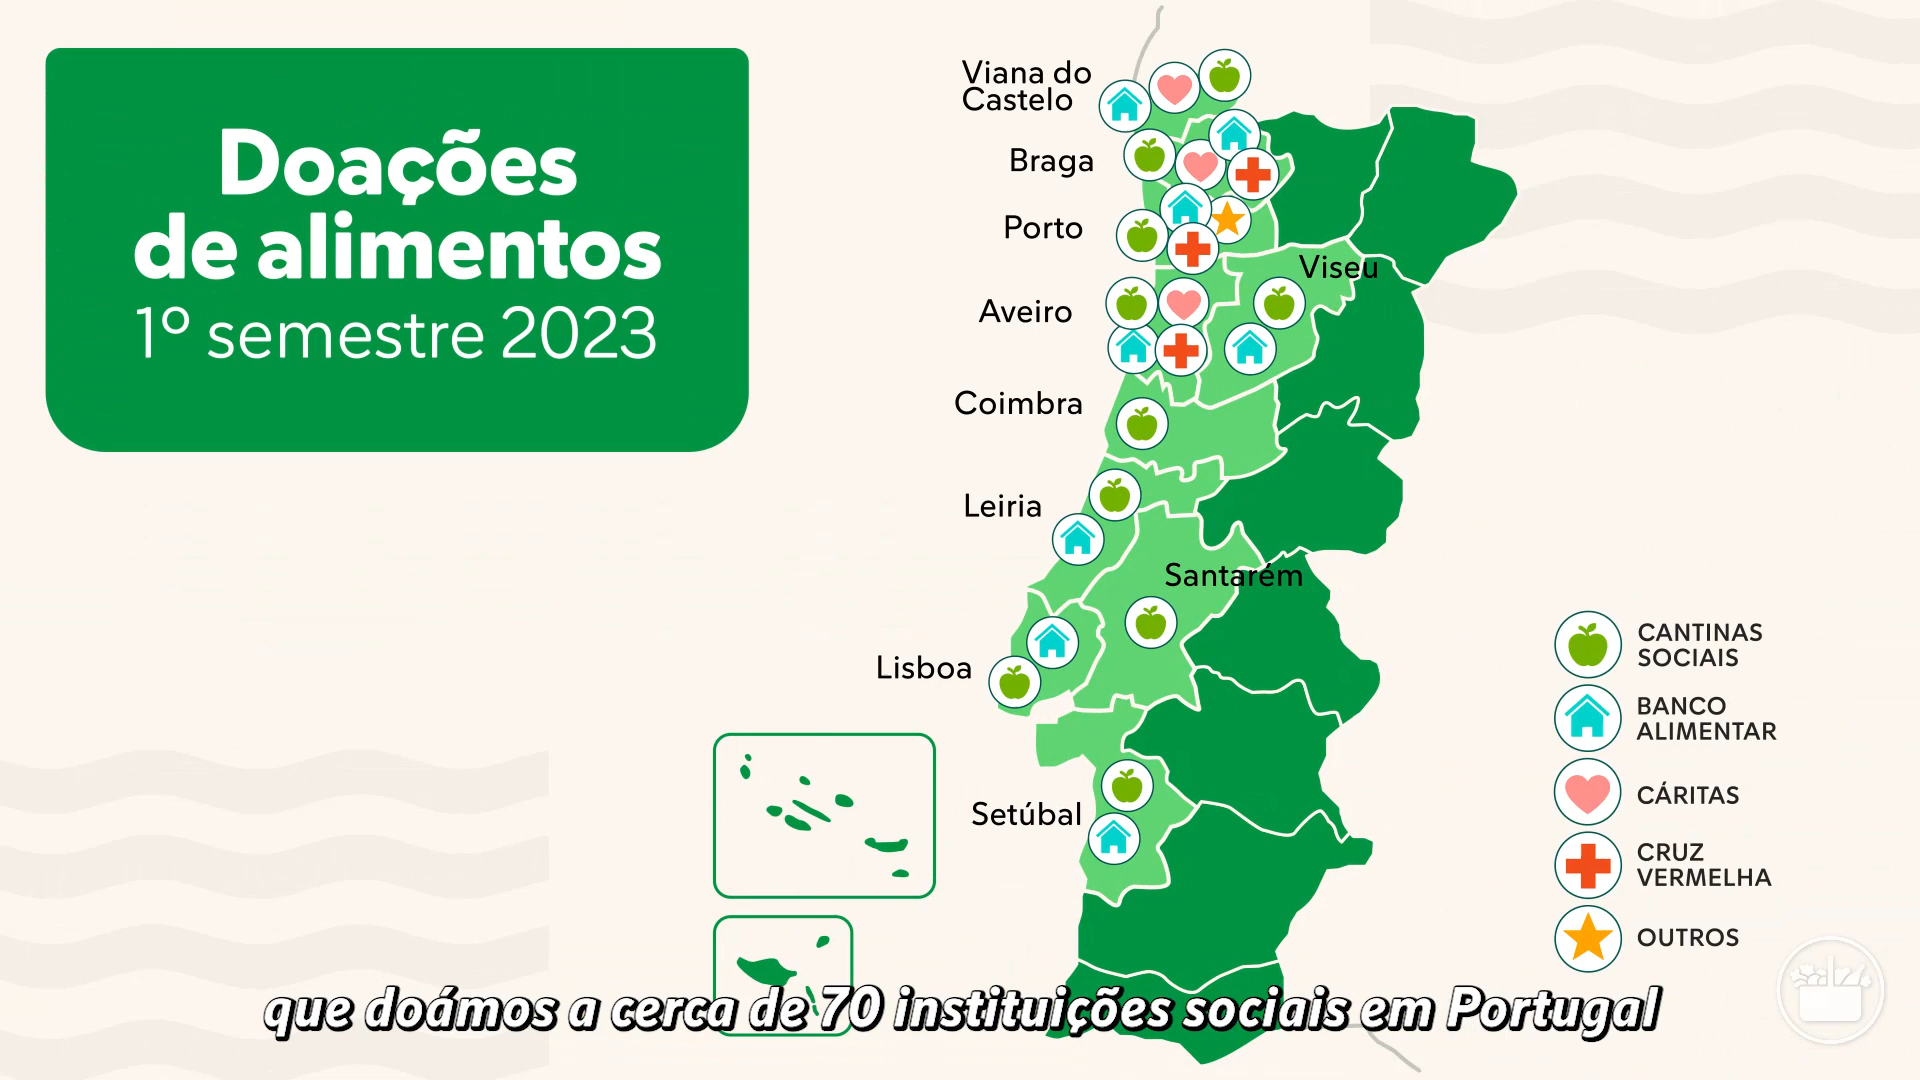 Doações
de alimentos
1º semestre 2023
Viana do
Castelo
Braga
Porto
Viseu
Aveiro
Coimbra
Leiria
Santarém
Lisboa
Setúbal
CANTINAS
SOCIAIS
BANCO
ALIMENTAR
CÁRITAS
CRUZ
VERMELHA
OUTROS
que doámos a cerca de 70 instituições sociais em Portugal